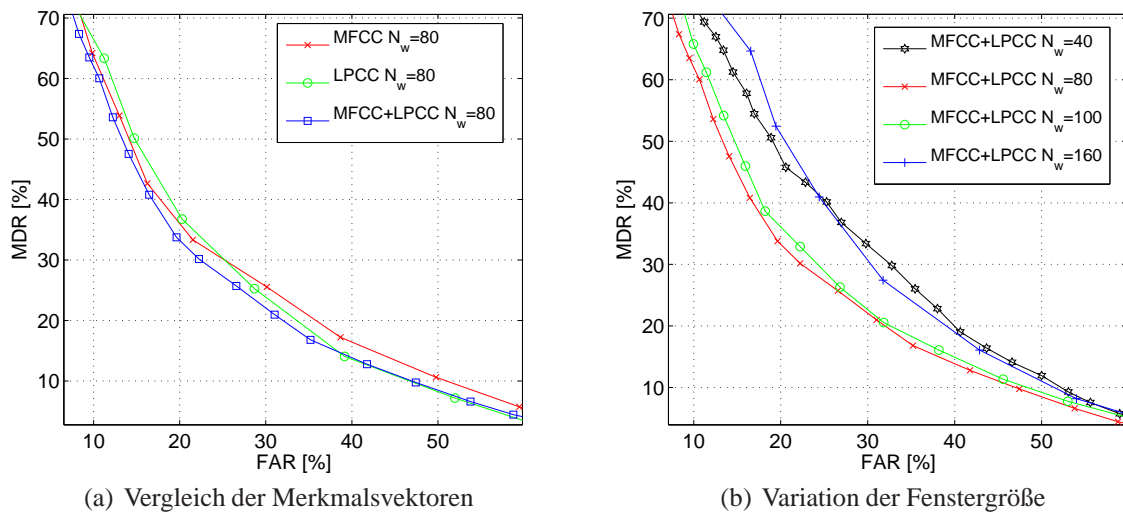 70
60
50
40
30
20
10
MDR [%]
10 20 30 40 50
FAR [%]
MFCC N_w=80
LPCC N_w=80
MFCC+LPCC N_w=80
(a) Vergleich der Merkmalsvektoren
70
60
50
40
30
20
10
MDR [%]
10 20 30 40 50
FAR [%]
MFCC+LPCC N_w=40
MFCC+LPCC N_w=80
MFCC+LPCC N_w=100
MFCC+LPCC N_w=160
(b) Variation der Fenstergröße